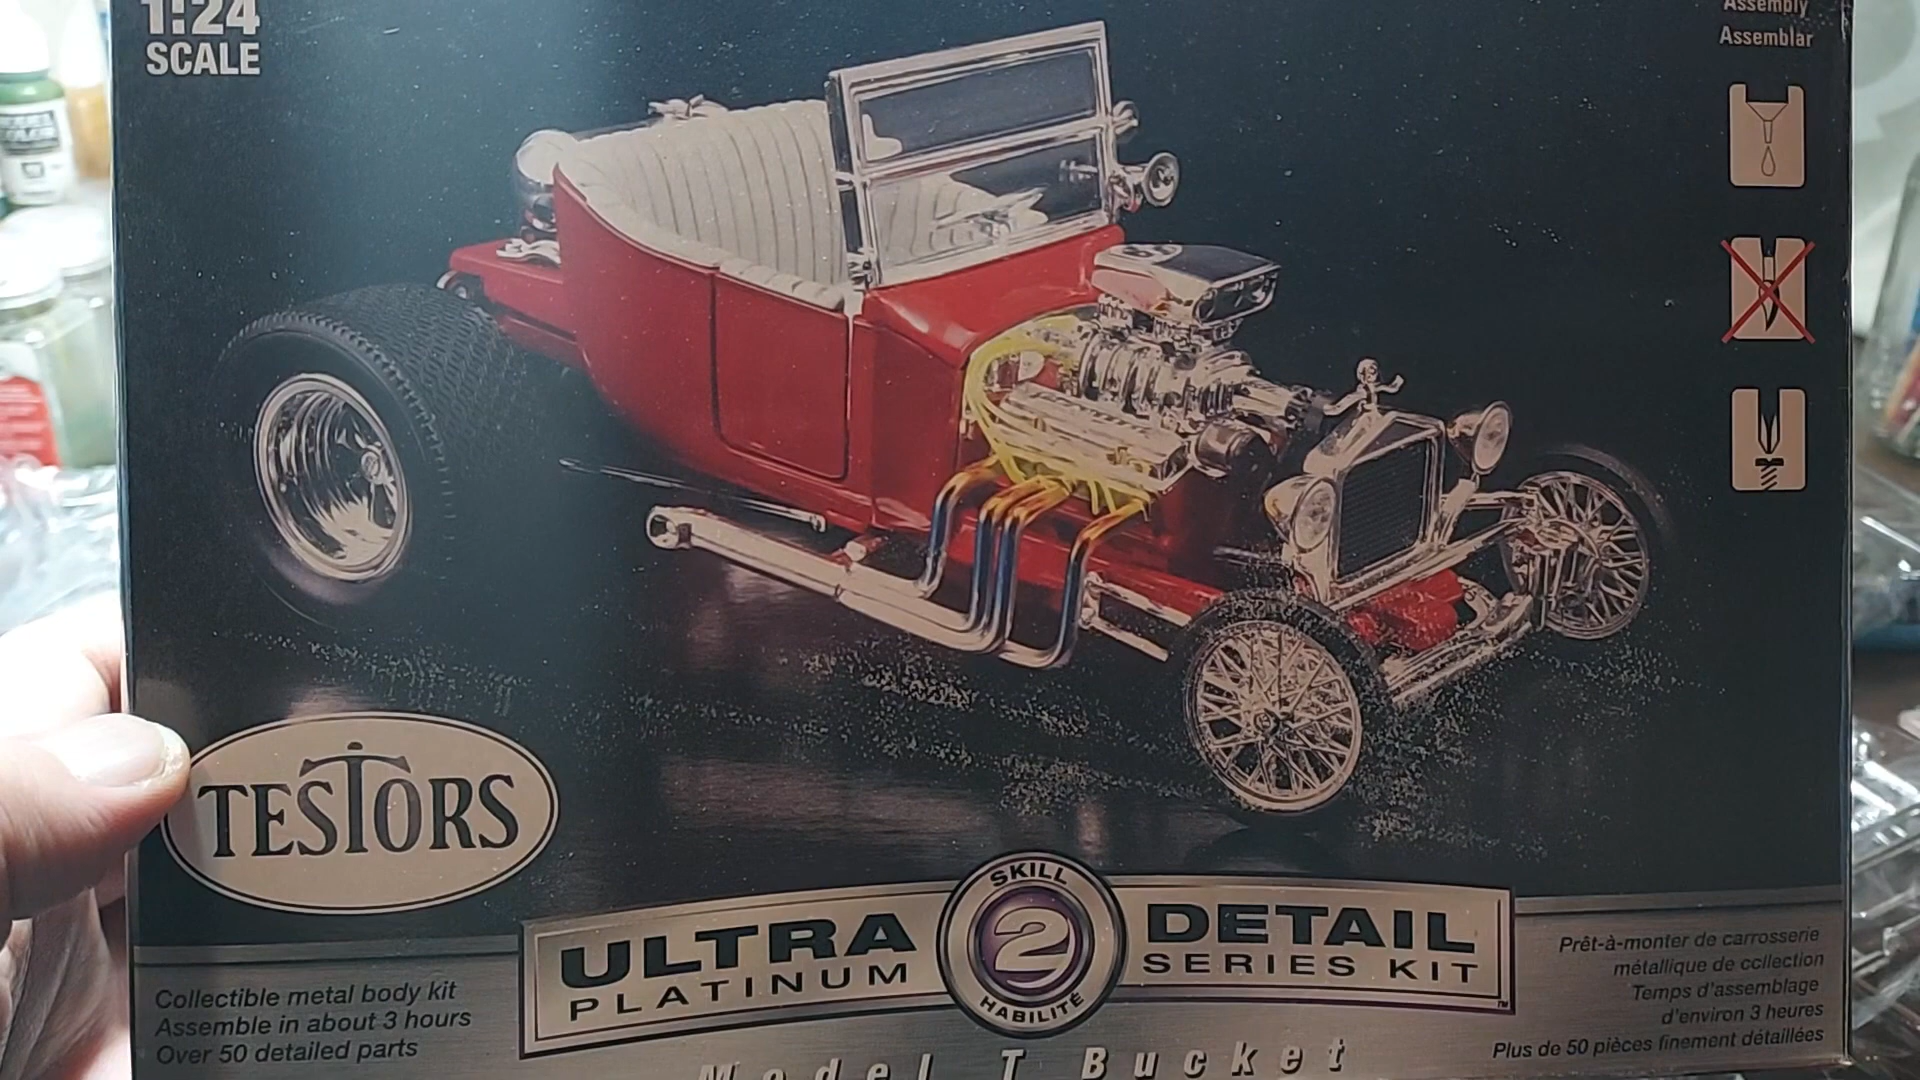 1:24
SCALE
Assembly
Assemblar
TESTORS
SKILL
2
HABILETÉ
ULTRA
PLATINUM
DETAIL
SERIES KIT
TM
Collectible metal body kit
Assemble in about 3 hours
Over 50 detailed parts
Prêt-à-monter de carrosserie
métallique de collection
Temps d'assemblage
d'environ 3 heures
Plus de 50 pièces finement détaillées
Model T Bucket